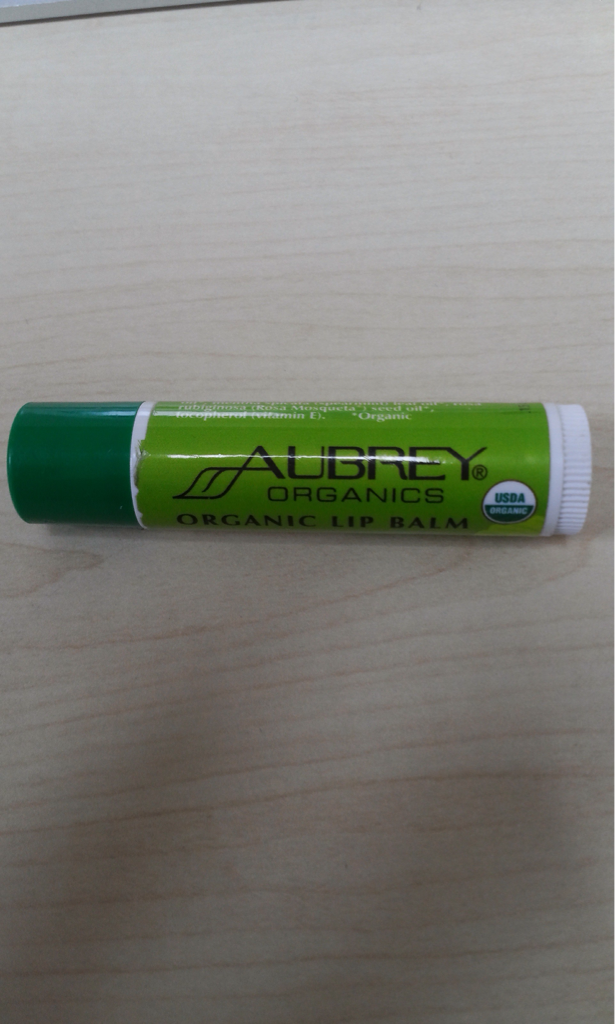 rubiginosa (Rosa Mosqueta®) seed oil*,
tocopherol (vitamin E). *Organic
AUBREY®
ORGANICS
ORGANIC LIP BALM
USDA
ORGANIC